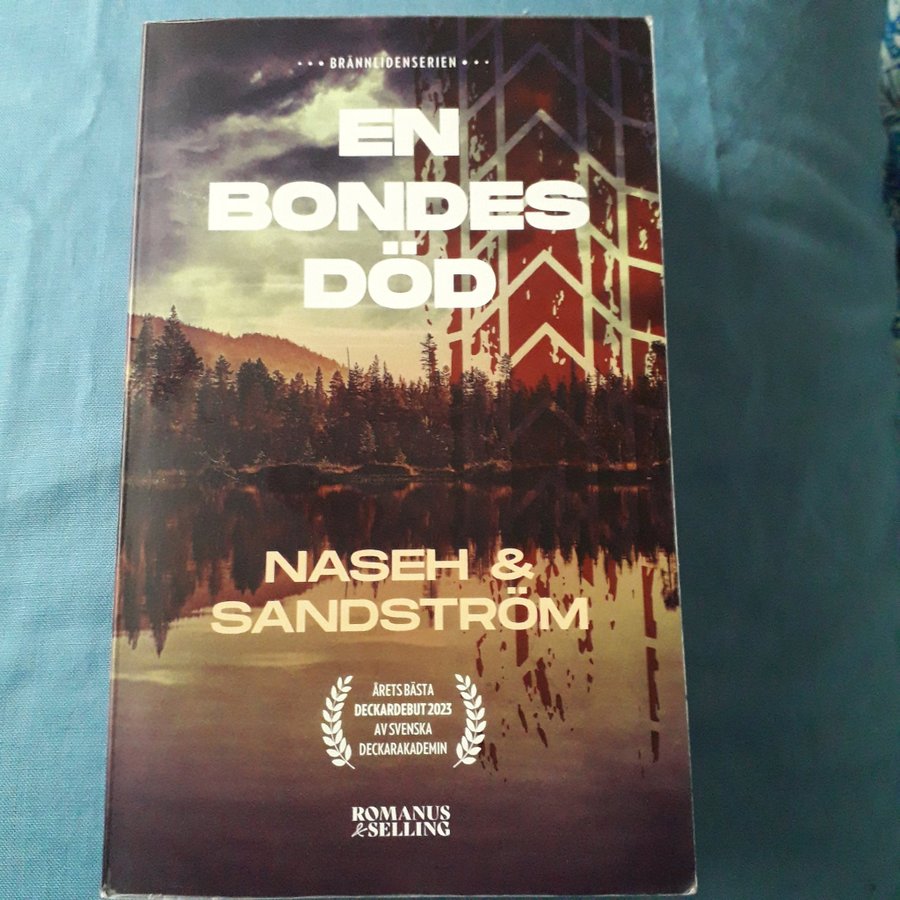 ••• BRÄNNLIDENSERIEN •••
EN
BONDES
DÖD
NASEH &
SANDSTRÖM
ÅRETS BÄSTA
DECKARDEBUT 2023
AV SVENSKA
DECKARAKADEMIN
ROMANUS
& SELLING